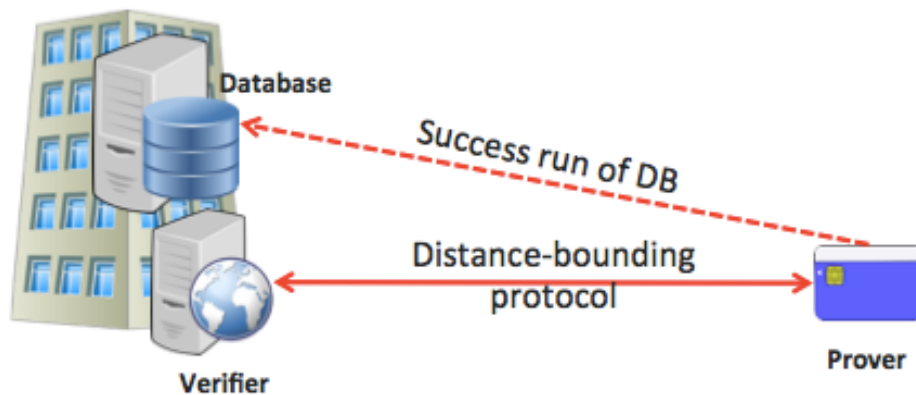 Database
Success run of DB
Distance-bounding
protocol
Verifier
Prover